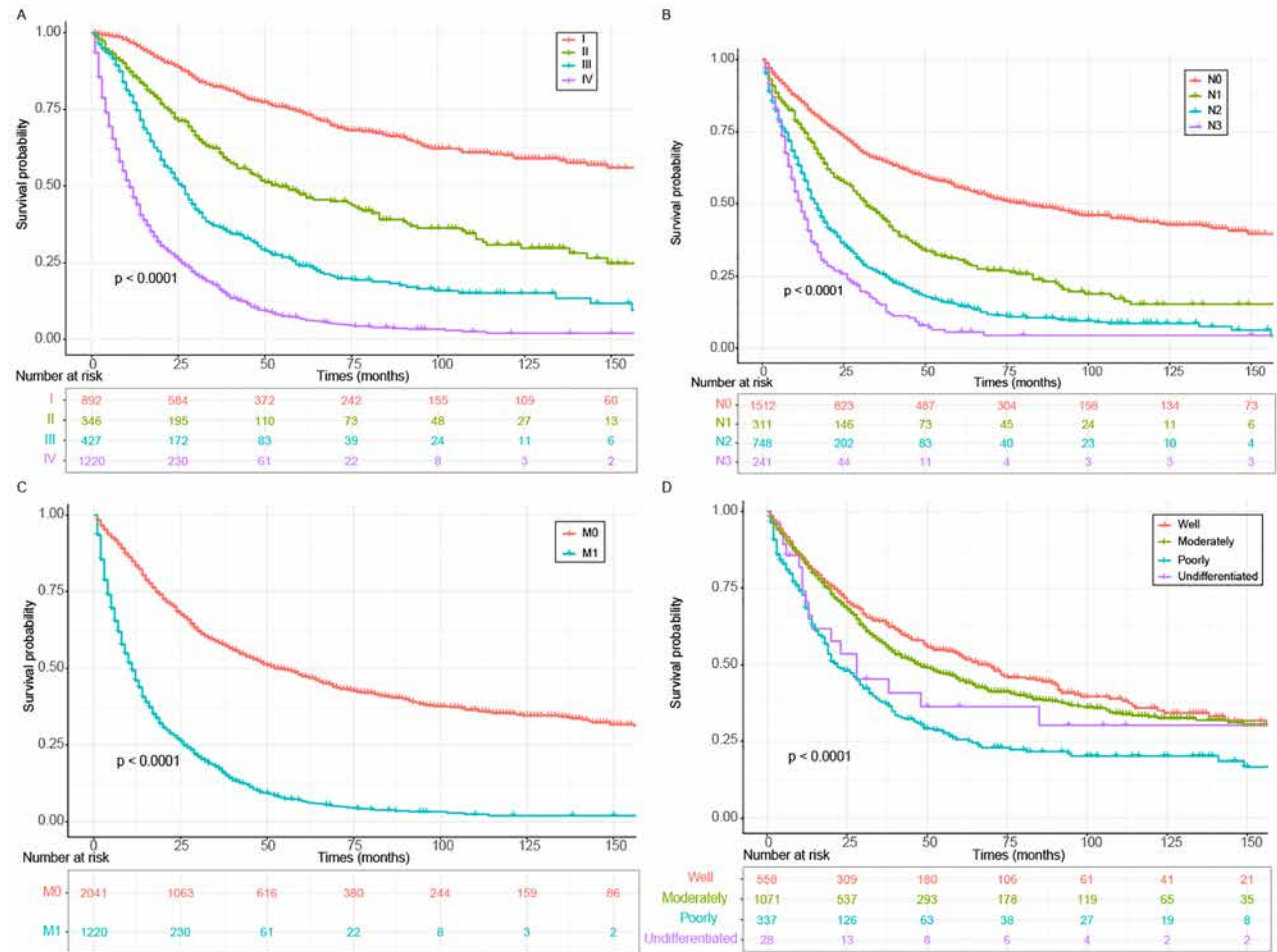 A
1.00
0.75
0.50
0.25
0.00
Survival probability
I
II
III
IV
p < 0.0001
0 25 50 75 100 125 150
Number at risk
Times (months)
I 892 584 372 242 155 109 60
II 346 195 110 73 48 27 13
III 427 172 83 39 24 11 6
IV 1220 230 61 22 8 3 2
B
1.00
0.75
0.50
0.25
0.00
Survival probability
N0
N1
N2
N3
p < 0.0001
0 25 50 75 100 125 150
Number at risk
Times (months)
N0 1512 823 487 304 198 134 73
N1 311 146 73 45 24 11 6
N2 748 202 83 40 23 10 4
N3 241 44 11 4 3 3 3
C
1.00
0.75
0.50
0.25
0.00
Survival probability
M0
M1
p < 0.0001
0 25 50 75 100 125 150
Number at risk
Times (months)
M0 2041 1063 616 380 244 159 86
M1 1220 230 61 22 8 3 2
D
1.00
0.75
0.50
0.25
0.00
Survival probability
Well
Moderately
Poorly
Undifferentiated
p < 0.0001
0 25 50 75 100 125 150
Number at risk
Times (months)
Well 558 309 180 106 61 41 21
Moderately 1071 537 293 178 119 65 35
Poorly 337 126 63 38 27 19 8
Undifferentiated 28 13 8 6 4 2 2